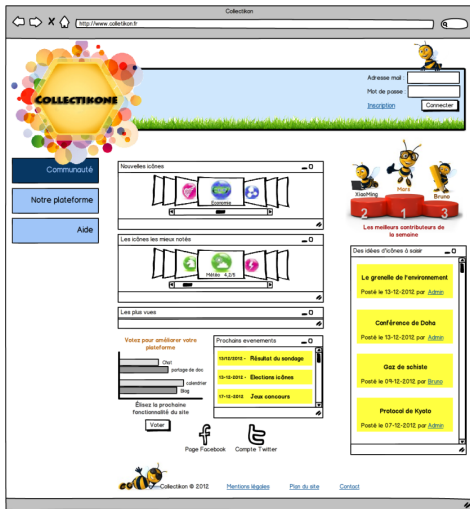 Collectikon
http://www.colletikon.fr
Adresse mail :
Mot de passe :
Inscription
Connecter
COLLECTIKONE
Communauté
Notre plateforme
Aide
Nouvelles icônes
Economie
Les icônes les mieux notés
Météo : 4,2/5
Les plus vues
XiaoMing
Marx
Bruno
2 1 3
Les meilleurs contributeurs de
la semaine
Des idées d'icônes à saisir
Le grenelle de l'environnement
Posté le 13-12-2012 par Admin
Conférence de Doha
Posté le 13-12-2012 par Admin
Gaz de schiste
Posté le 09-12-2012 par Bruno
Protocol de Kyoto
Posté le 07-12-2012 par Admin
Votez pour améliorer votre
plateforme
Chat
partage de doc
calendrier
Blog
Élisez la prochaine
fonctionnalité du site
Voter
Prochains evenements
13/12/2012 - Résultat du sondage
15-12-2012 - Elections icônes
17-12-2012 Jeux concours
Page Facebook
Compte Twitter
Collectikon © 2012
Mentions légales
Plan du site
Contact